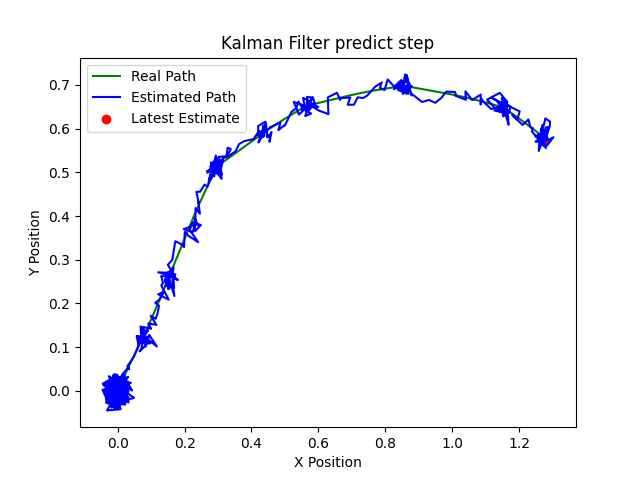 Kalman Filter predict step
Real Path
Estimated Path
Latest Estimate
0.7
0.6
0.5
0.4
0.3
0.2
0.1
0.0
Y Position
0.0 0.2 0.4 0.6 0.8 1.0 1.2
X Position